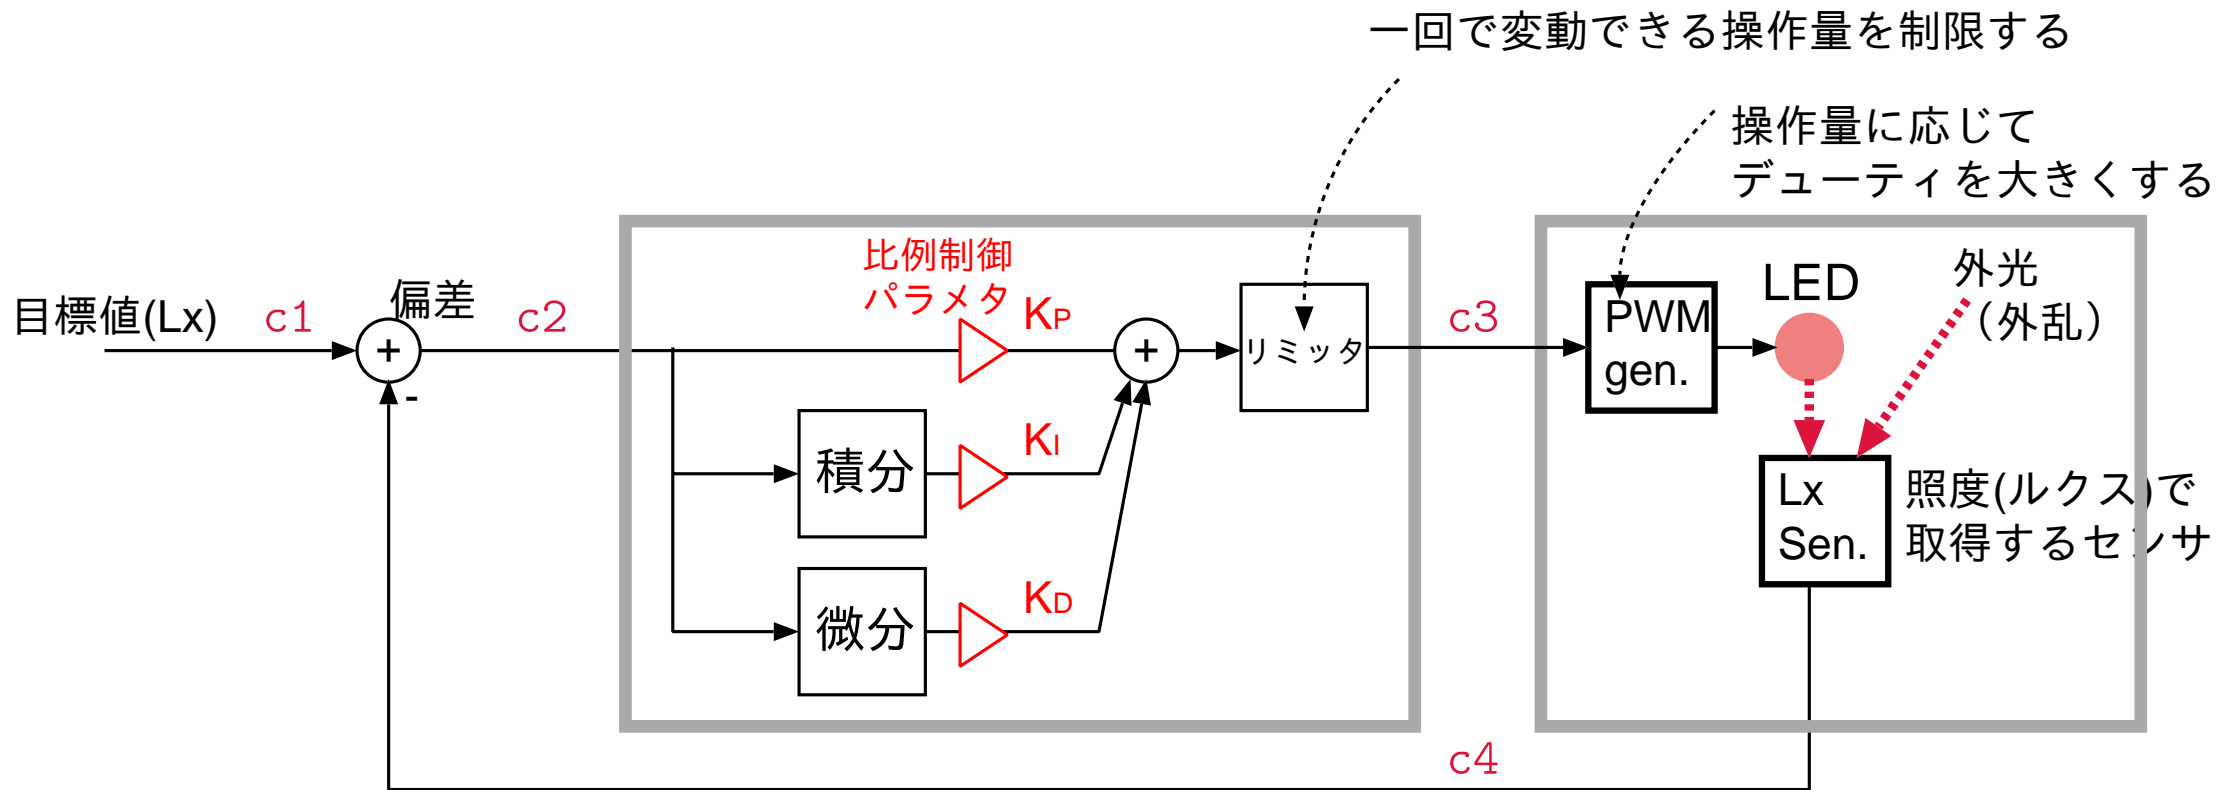 一回で変動できる操作量を制限する
操作量に応じて
デューティを大きくする
目標値(Lx)
c1
偏差
+
-
c2
比例制御
パラメタ
KP
+
リミッタ
c3
PWM
gen.
LED
外光
（外乱）
積分
KI
微分
KD
Lx
Sen.
照度(ルクス)で
取得するセンサ
c4